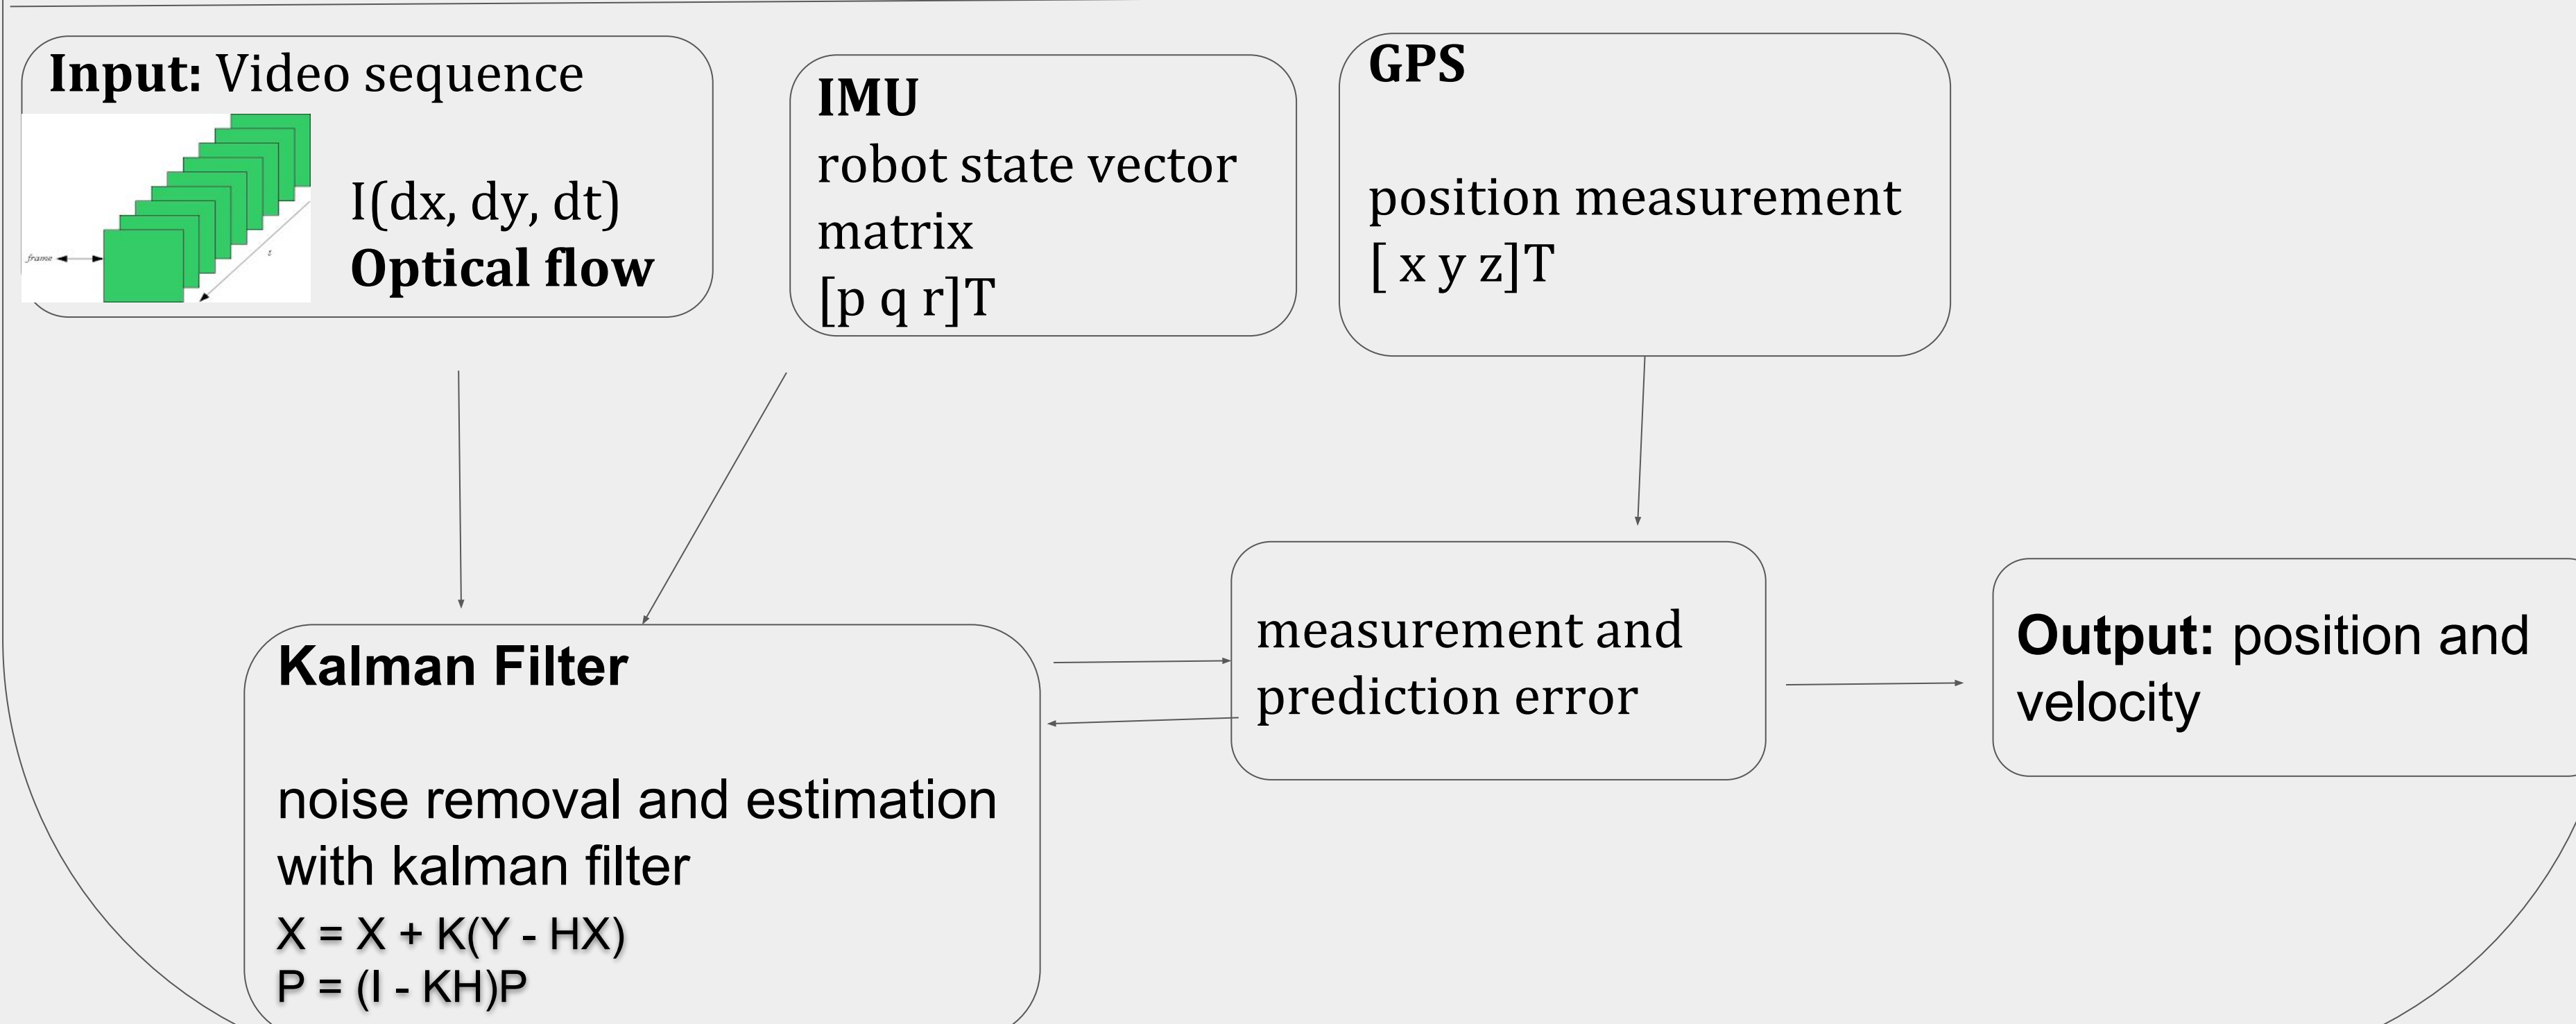 Input: Video sequence
frame
t
I(dx, dy, dt)
Optical flow
IMU
robot state vector
matrix
[p q r]T
GPS
position measurement
[ x y z]T
Kalman Filter
noise removal and estimation
with kalman filter
X = X + K(Y - HX)
P = (I - KH)P
measurement and
prediction error
Output: position and
velocity